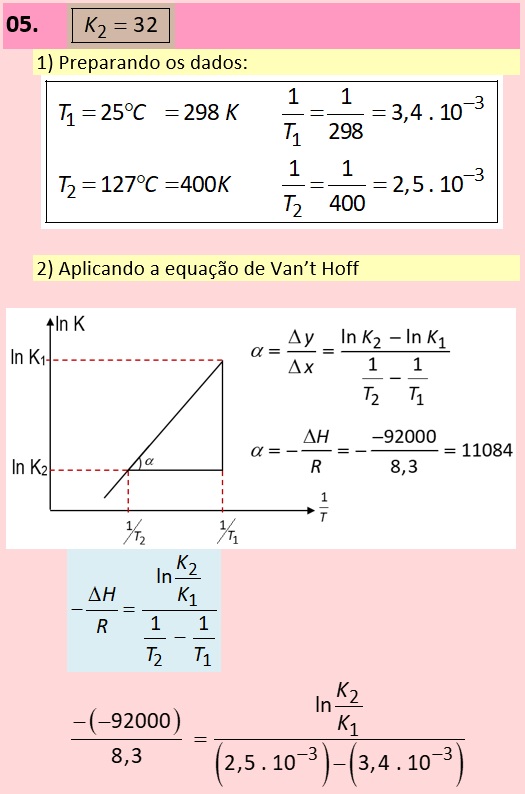 05. K₂ = 32
1) Preparando os dados:
T₁ = 25°C = 298 K 1/T₁ = 1/298 = 3,4 . 10⁻³
T₂ = 127°C =400K 1/T₂ = 1/400 = 2,5 . 10⁻³
2) Aplicando a equação de Van’t Hoff
ln K
ln K₁
ln K₂
α
1/T₂
1/T₁
1/T
α = Δy/Δx = (ln K₂ − ln K₁)/(1/T₂ − 1/T₁)
α = −ΔH/R = −(−92000/8,3) = 11084
−ΔH/R = (ln K₂/K₁)/(1/T₂ − 1/T₁)
−(−92000)/8,3 = (ln K₂/K₁)/((2,5 . 10⁻³)−(3,4 . 10⁻³))